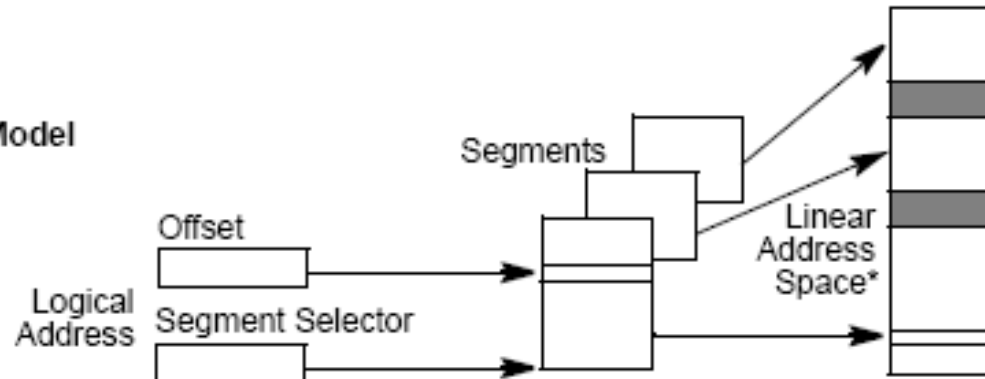 Model
Segments
Offset
Linear
Address
Space*
Logical
Address
Segment Selector